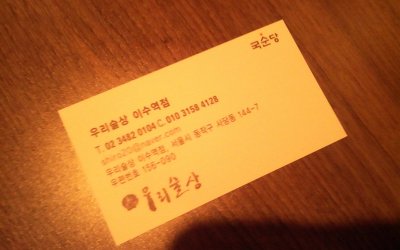 국순당
우리술상 이수역점
T. 02 3482 0104 C. 010 3158 4128
shiro20@naver.com
우리술상 이수역점, 서울시 동작구 사당동 144-7
우편번호 156-090
우리술상